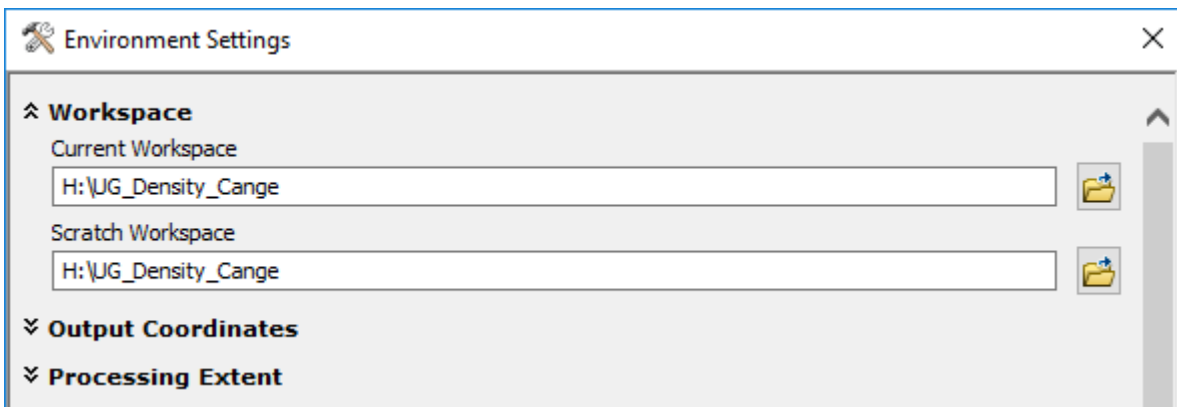 Environment Settings
Workspace
Current Workspace
H:\UG_Density_Cange
Scratch Workspace
H:\UG_Density_Cange
Output Coordinates
Processing Extent